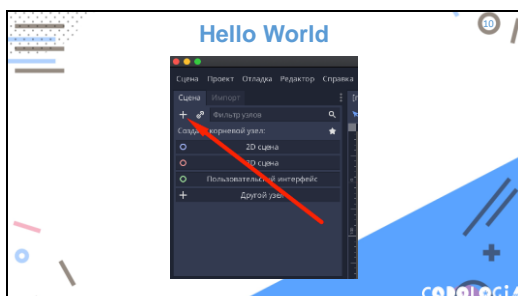 10
Hello World
Сцена Проект Отладка Редактор Справка
Сцена Импорт
Фильтр узлов
Создать корневой узел:
2D сцена
3D сцена
Пользовательский интерфейс
Другой узел
CODOLOGIA